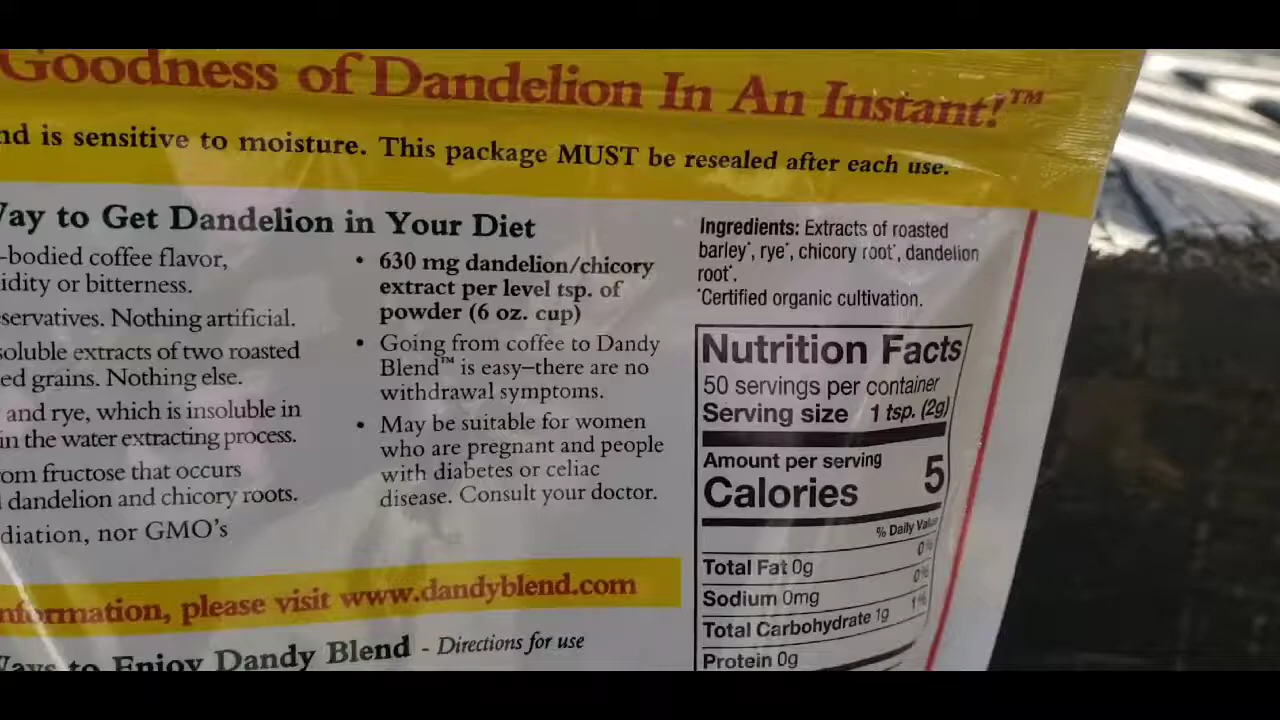 Goodness of Dandelion In An Instant!™
nd is sensitive to moisture. This package MUST be resealed after each use.
Way to Get Dandelion in Your Diet
-bodied coffee flavor,
idity or bitterness.
servatives. Nothing artificial.
soluble extracts of two roasted
ed grains. Nothing else.
and rye, which is insoluble in
in the water extracting process.
om fructose that occurs
dandelion and chicory roots.
diation, nor GMO's
• 630 mg dandelion/chicory
extract per level tsp. of
powder (6 oz. cup)
• Going from coffee to Dandy
Blend™ is easy–there are no
withdrawal symptoms.
• May be suitable for women
who are pregnant and people
with diabetes or celiac
disease. Consult your doctor.
nformation, please visit www.dandyblend.com
Ways to Enjoy Dandy Blend - Directions for use
Ingredients: Extracts of roasted
barley*, rye*, chicory root*, dandelion
root*.
*Certified organic cultivation.
Nutrition Facts
50 servings per container
Serving size 1 tsp. (2g)
Amount per serving
Calories 5
% Daily Value
0%
Total Fat 0g
0%
Sodium 0mg
1%
Total Carbohydrate 1g
Protein 0g